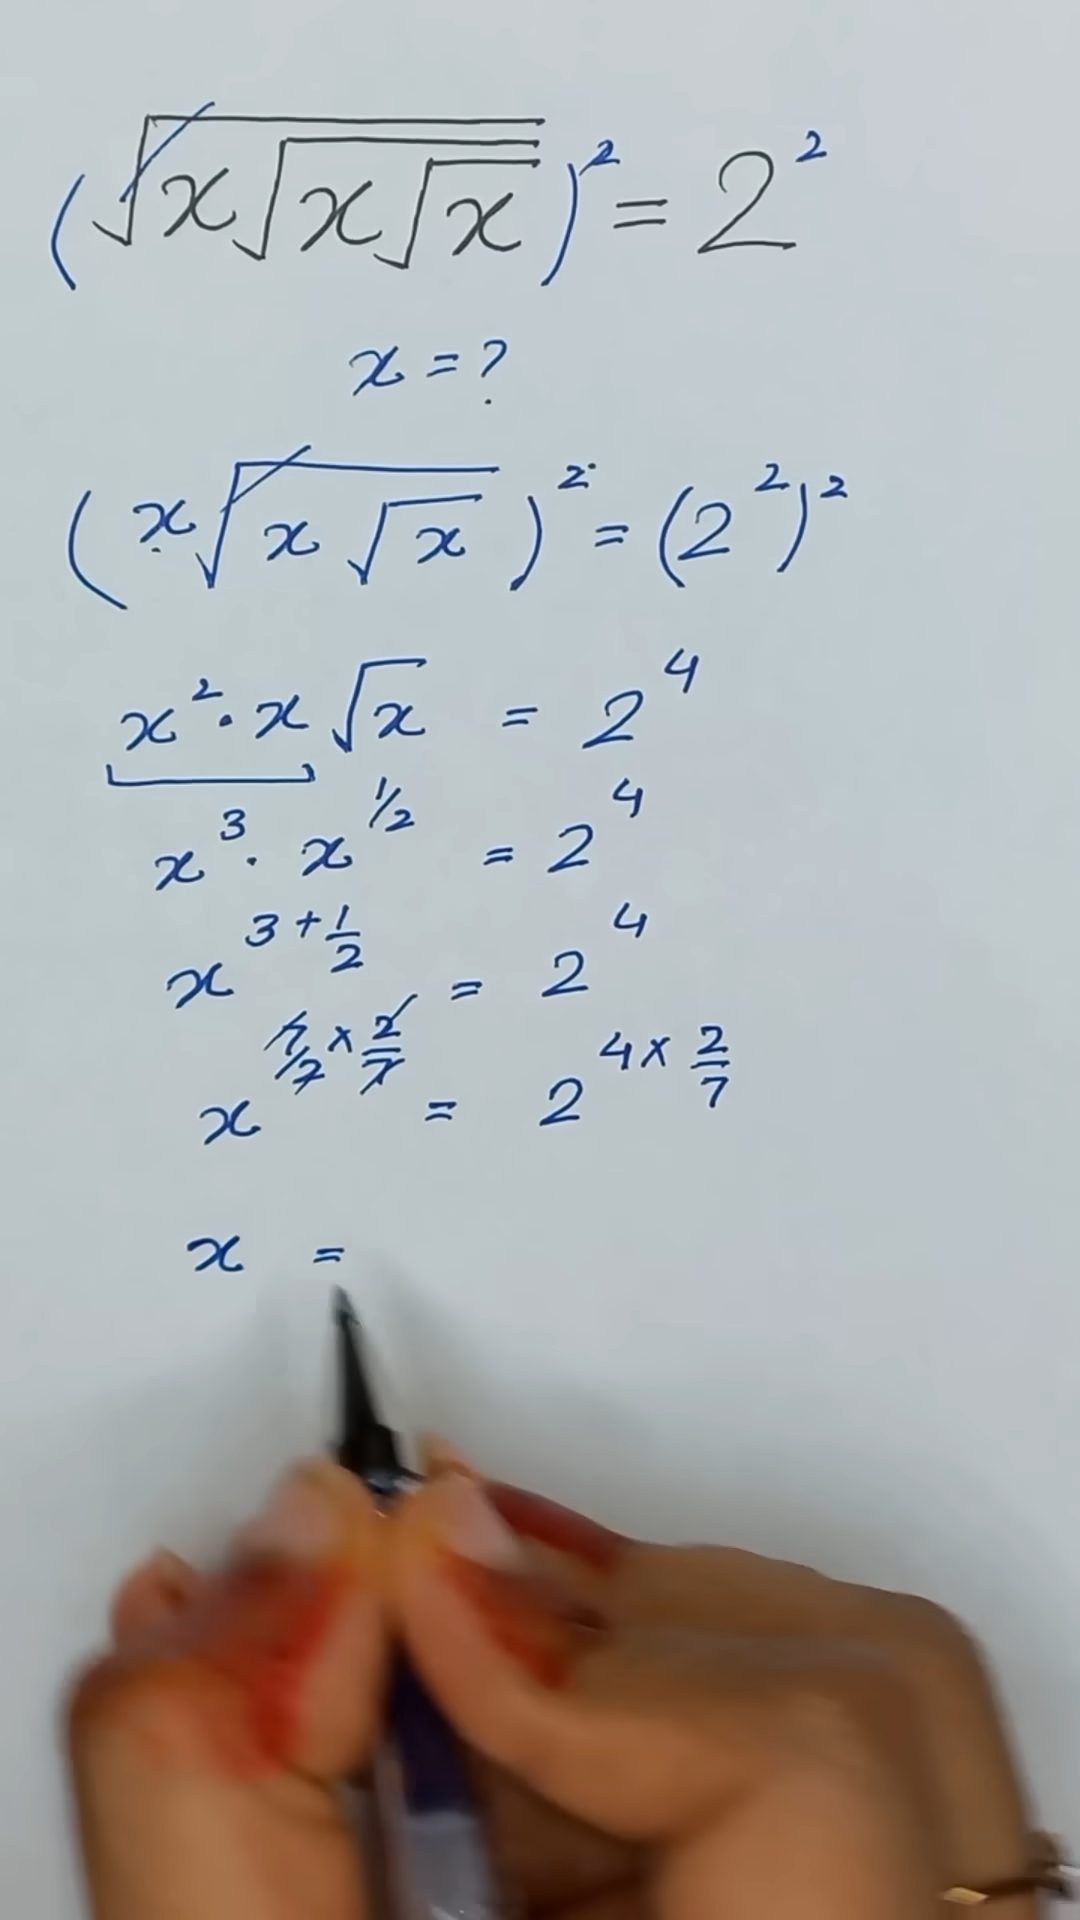 (√(x√(x√x)))² = 2²
x = ?
(x√(x√x))² = (2²)²
x² · x √x = 2⁴
x³ · x^(1/2) = 2⁴
x^(3 + 1/2) = 2⁴
x^(7/2 × 2/7) = 2^(4 × 2/7)
x =